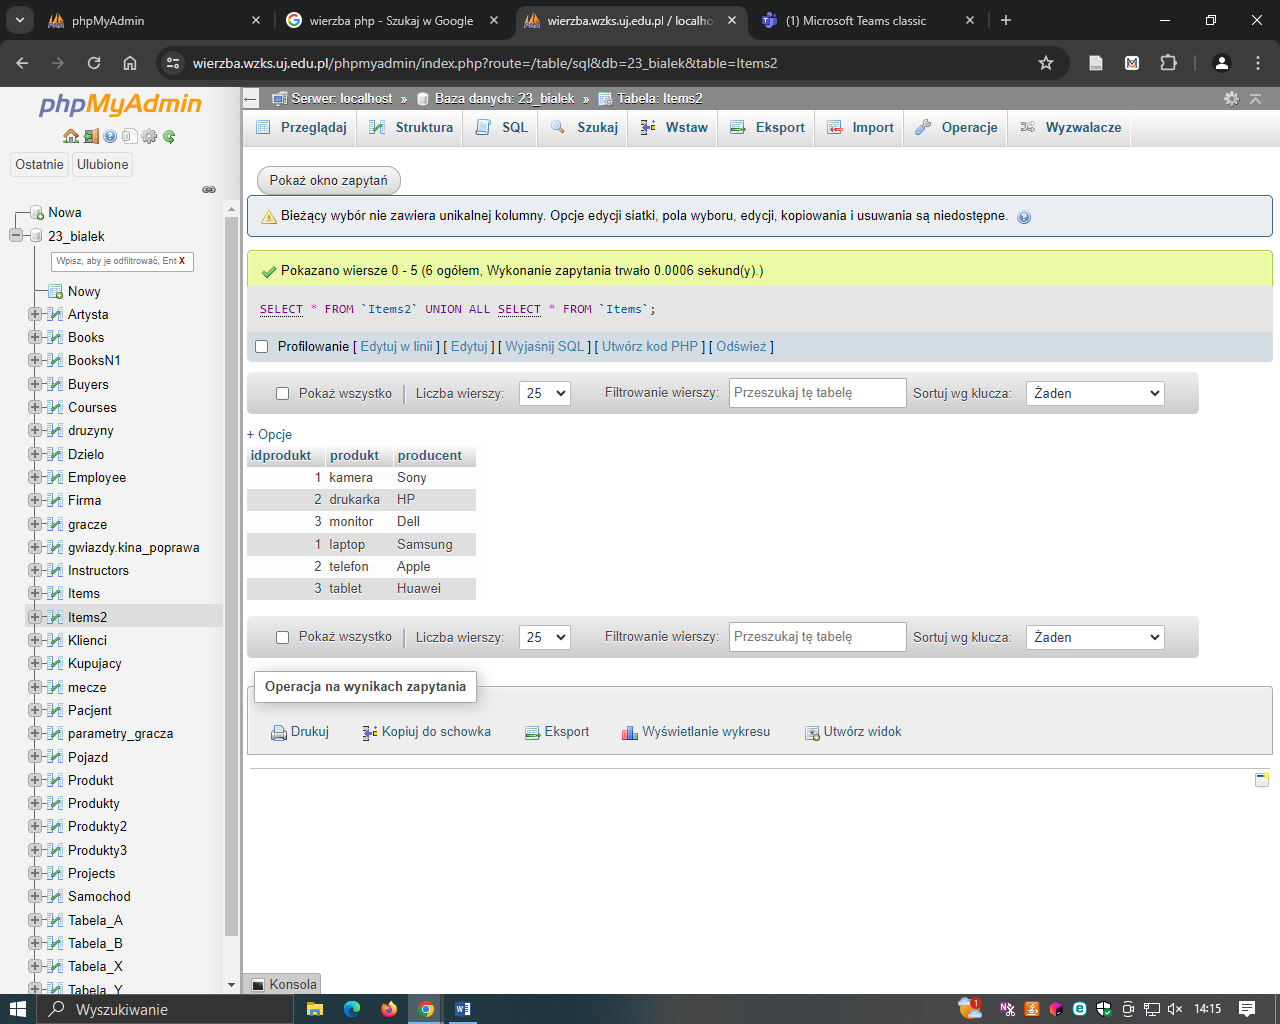 phpMyAdmin
wierzba php - Szukaj w Google
wierzba.wzks.uj.edu.pl / localho
(1) Microsoft Teams classic
wierzba.wzks.uj.edu.pl/phpmyadmin/index.php?route=/table/sql&db=23_bialek&table=Items2
phpMyAdmin
Ostatnie
Ulubione
Nowa
23_bialek
Wpisz, aby je odfiltrować, Ent X
Nowy
Artysta
Books
BooksN1
Buyers
Courses
druzyny
Dzielo
Employee
Firma
gracze
gwiazdy.kina_poprawa
Instructors
Items
Items2
Klienci
Kupujacy
mecze
Pacjent
parametry_gracza
Pojazd
Produkt
Produkty
Produkty2
Produkty3
Projects
Samochod
Tabela_A
Tabela_B
Tabela_X
Tabela_Y
Serwer: localhost » Baza danych: 23_bialek » Tabela: Items2
Przeglądaj Struktura SQL Szukaj Wstaw Eksport Import Operacje Wyzwalacze
Pokaż okno zapytań
Bieżący wybór nie zawiera unikalnej kolumny. Opcje edycji siatki, pola wyboru, edycji, kopiowania i usuwania są niedostępne.
Pokazano wiersze 0 - 5 (6 ogółem, Wykonanie zapytania trwało 0.0006 sekund(y).)
SELECT * FROM `Items2` UNION ALL SELECT * FROM `Items`;
Profilowanie [ Edytuj w linii ] [ Edytuj ] [ Wyjaśnij SQL ] [ Utwórz kod PHP ] [ Odśwież ]
Pokaż wszystko Liczba wierszy: 25 Filtrowanie wierszy: Przeszukaj tę tabelę Sortuj wg klucza: Żaden
+ Opcje
idprodukt produkt producent
1 kamera Sony
2 drukarka HP
3 monitor Dell
1 laptop Samsung
2 telefon Apple
3 tablet Huawei
Pokaż wszystko Liczba wierszy: 25 Filtrowanie wierszy: Przeszukaj tę tabelę Sortuj wg klucza: Żaden
Operacja na wynikach zapytania
Drukuj Kopiuj do schowka Eksport Wyświetlanie wykresu Utwórz widok
Konsola
Wyszukiwanie
1
14:15